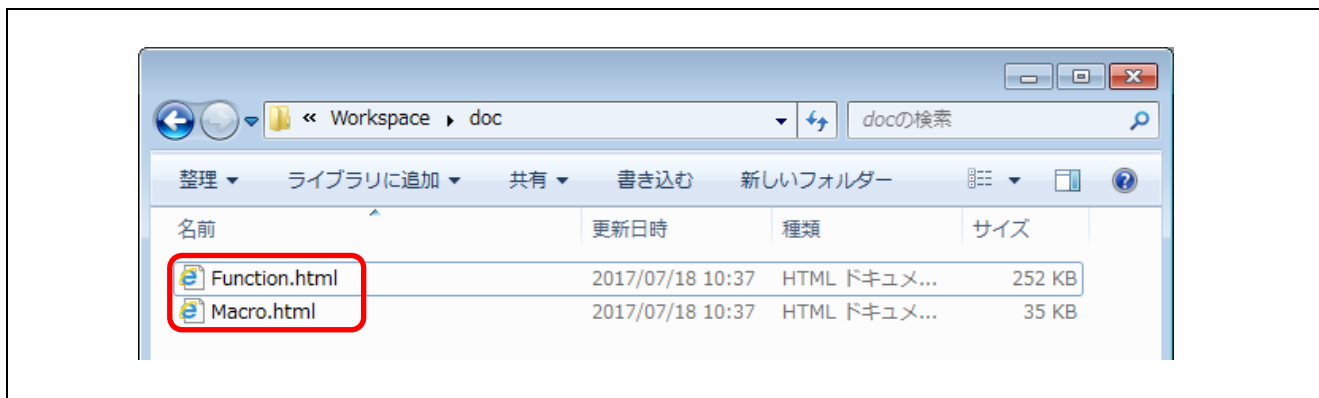 « Workspace ▸ doc docの検索
整理 ▼ ライブラリに追加 ▼ 共有 ▼ 書き込む 新しいフォルダー
名前 更新日時 種類 サイズ
Function.html 2017/07/18 10:37 HTML ドキュメ... 252 KB
Macro.html 2017/07/18 10:37 HTML ドキュメ... 35 KB